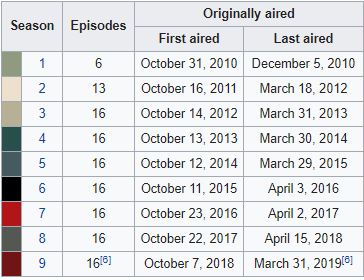 Season Episodes Originally aired
First aired Last aired
1 6 October 31, 2010 December 5, 2010
2 13 October 16, 2011 March 18, 2012
3 16 October 14, 2012 March 31, 2013
4 16 October 13, 2013 March 30, 2014
5 16 October 12, 2014 March 29, 2015
6 16 October 11, 2015 April 3, 2016
7 16 October 23, 2016 April 2, 2017
8 16 October 22, 2017 April 15, 2018
9 16[6] October 7, 2018 March 31, 2019[6]